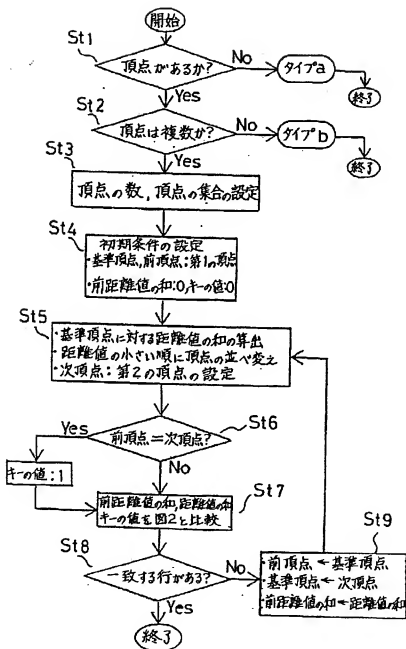 開始
St1
頂点があるか?
No
タイプa
終了
Yes
St2
頂点は複数か?
No
タイプb
終了
Yes
St3
頂点の数,頂点の集合の設定
St4
初期条件の設定
・基準頂点,前頂点:第1の頂点
・前距離値の和:0,キーの値:0
St5
・基準頂点に対する距離値の和の算出
・距離値の小さい順に頂点の並べ変え
・次頂点:第2の頂点の設定
St6
前頂点=次頂点?
Yes
No
キーの値:1
St7
前距離値の和,距離値の和
キーの値を図2と比較
St8
一致する行がある?
No
Yes
終了
St9
・前頂点←基準頂点
・基準頂点←次頂点
・前距離値の和←距離値の和